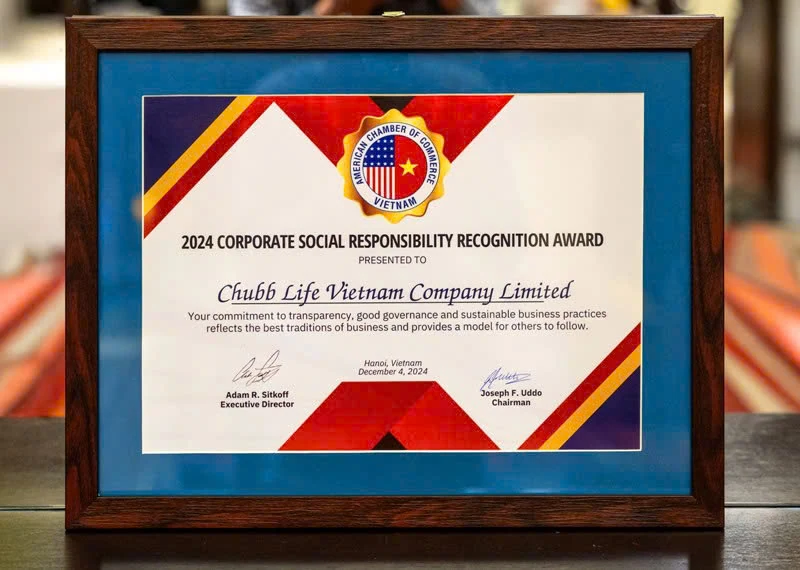 AMERICAN CHAMBER OF COMMERCE
VIETNAM
2024 CORPORATE SOCIAL RESPONSIBILITY RECOGNITION AWARD
PRESENTED TO
Chubb Life Vietnam Company Limited
Your commitment to transparency, good governance and sustainable business practices
reflects the best traditions of business and provides a model for others to follow.
Hanoi, Vietnam
December 4, 2024
Adam R. Sitkoff
Executive Director
Joseph F. Uddo
Chairman